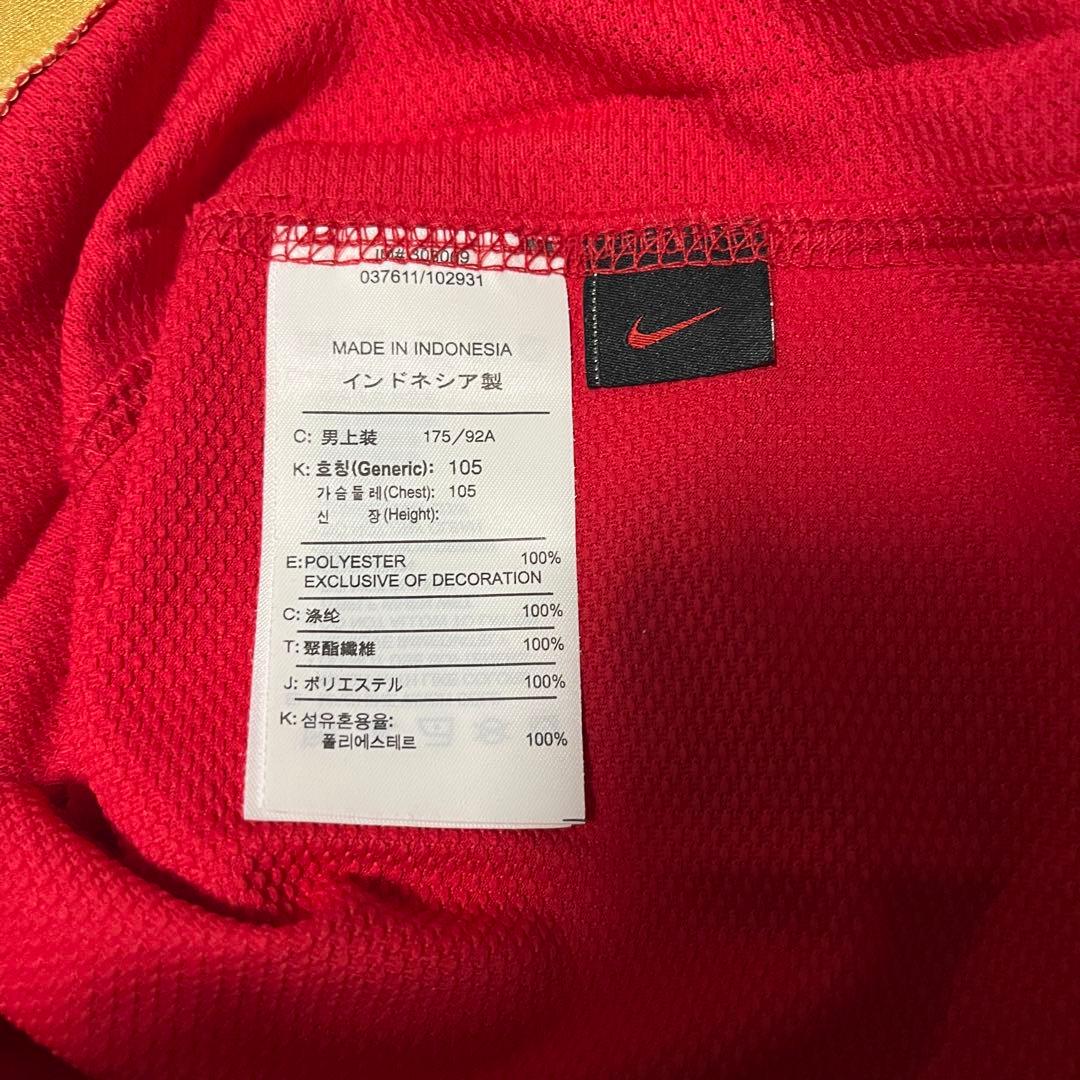 037611/102931
MADE IN INDONESIA
インドネシア製
C: 男上装 175/92A
K: 호칭(Generic): 105
가슴둘레(Chest): 105
신 장(Height):
E:POLYESTER 100%
EXCLUSIVE OF DECORATION
C: 涤纶 100%
T: 聚酯纖維 100%
J: ポリエステル 100%
K: 섬유혼용율:
폴리에스테르 100%